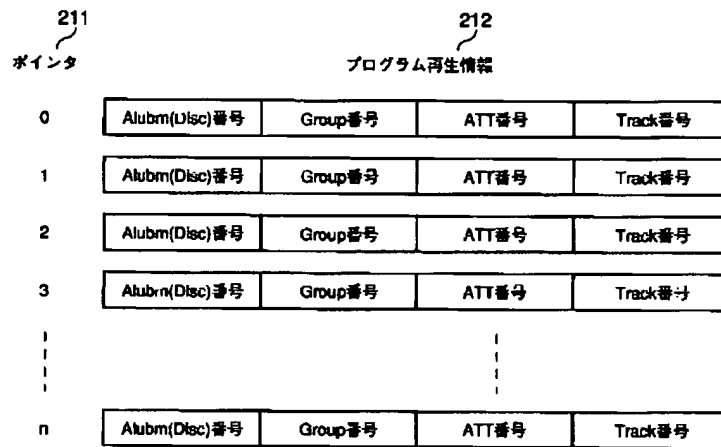 211 212
ポインタ プログラム再生情報
0 Alubm(Disc)番号 Group番号 ATT番号 Track番号
1 Alubm(Disc)番号 Group番号 ATT番号 Track番号
2 Alubm(Disc)番号 Group番号 ATT番号 Track番号
3 Alubm(Disc)番号 Group番号 ATT番号 Track番号
n Alubm(Disc)番号 Group番号 ATT番号 Track番号